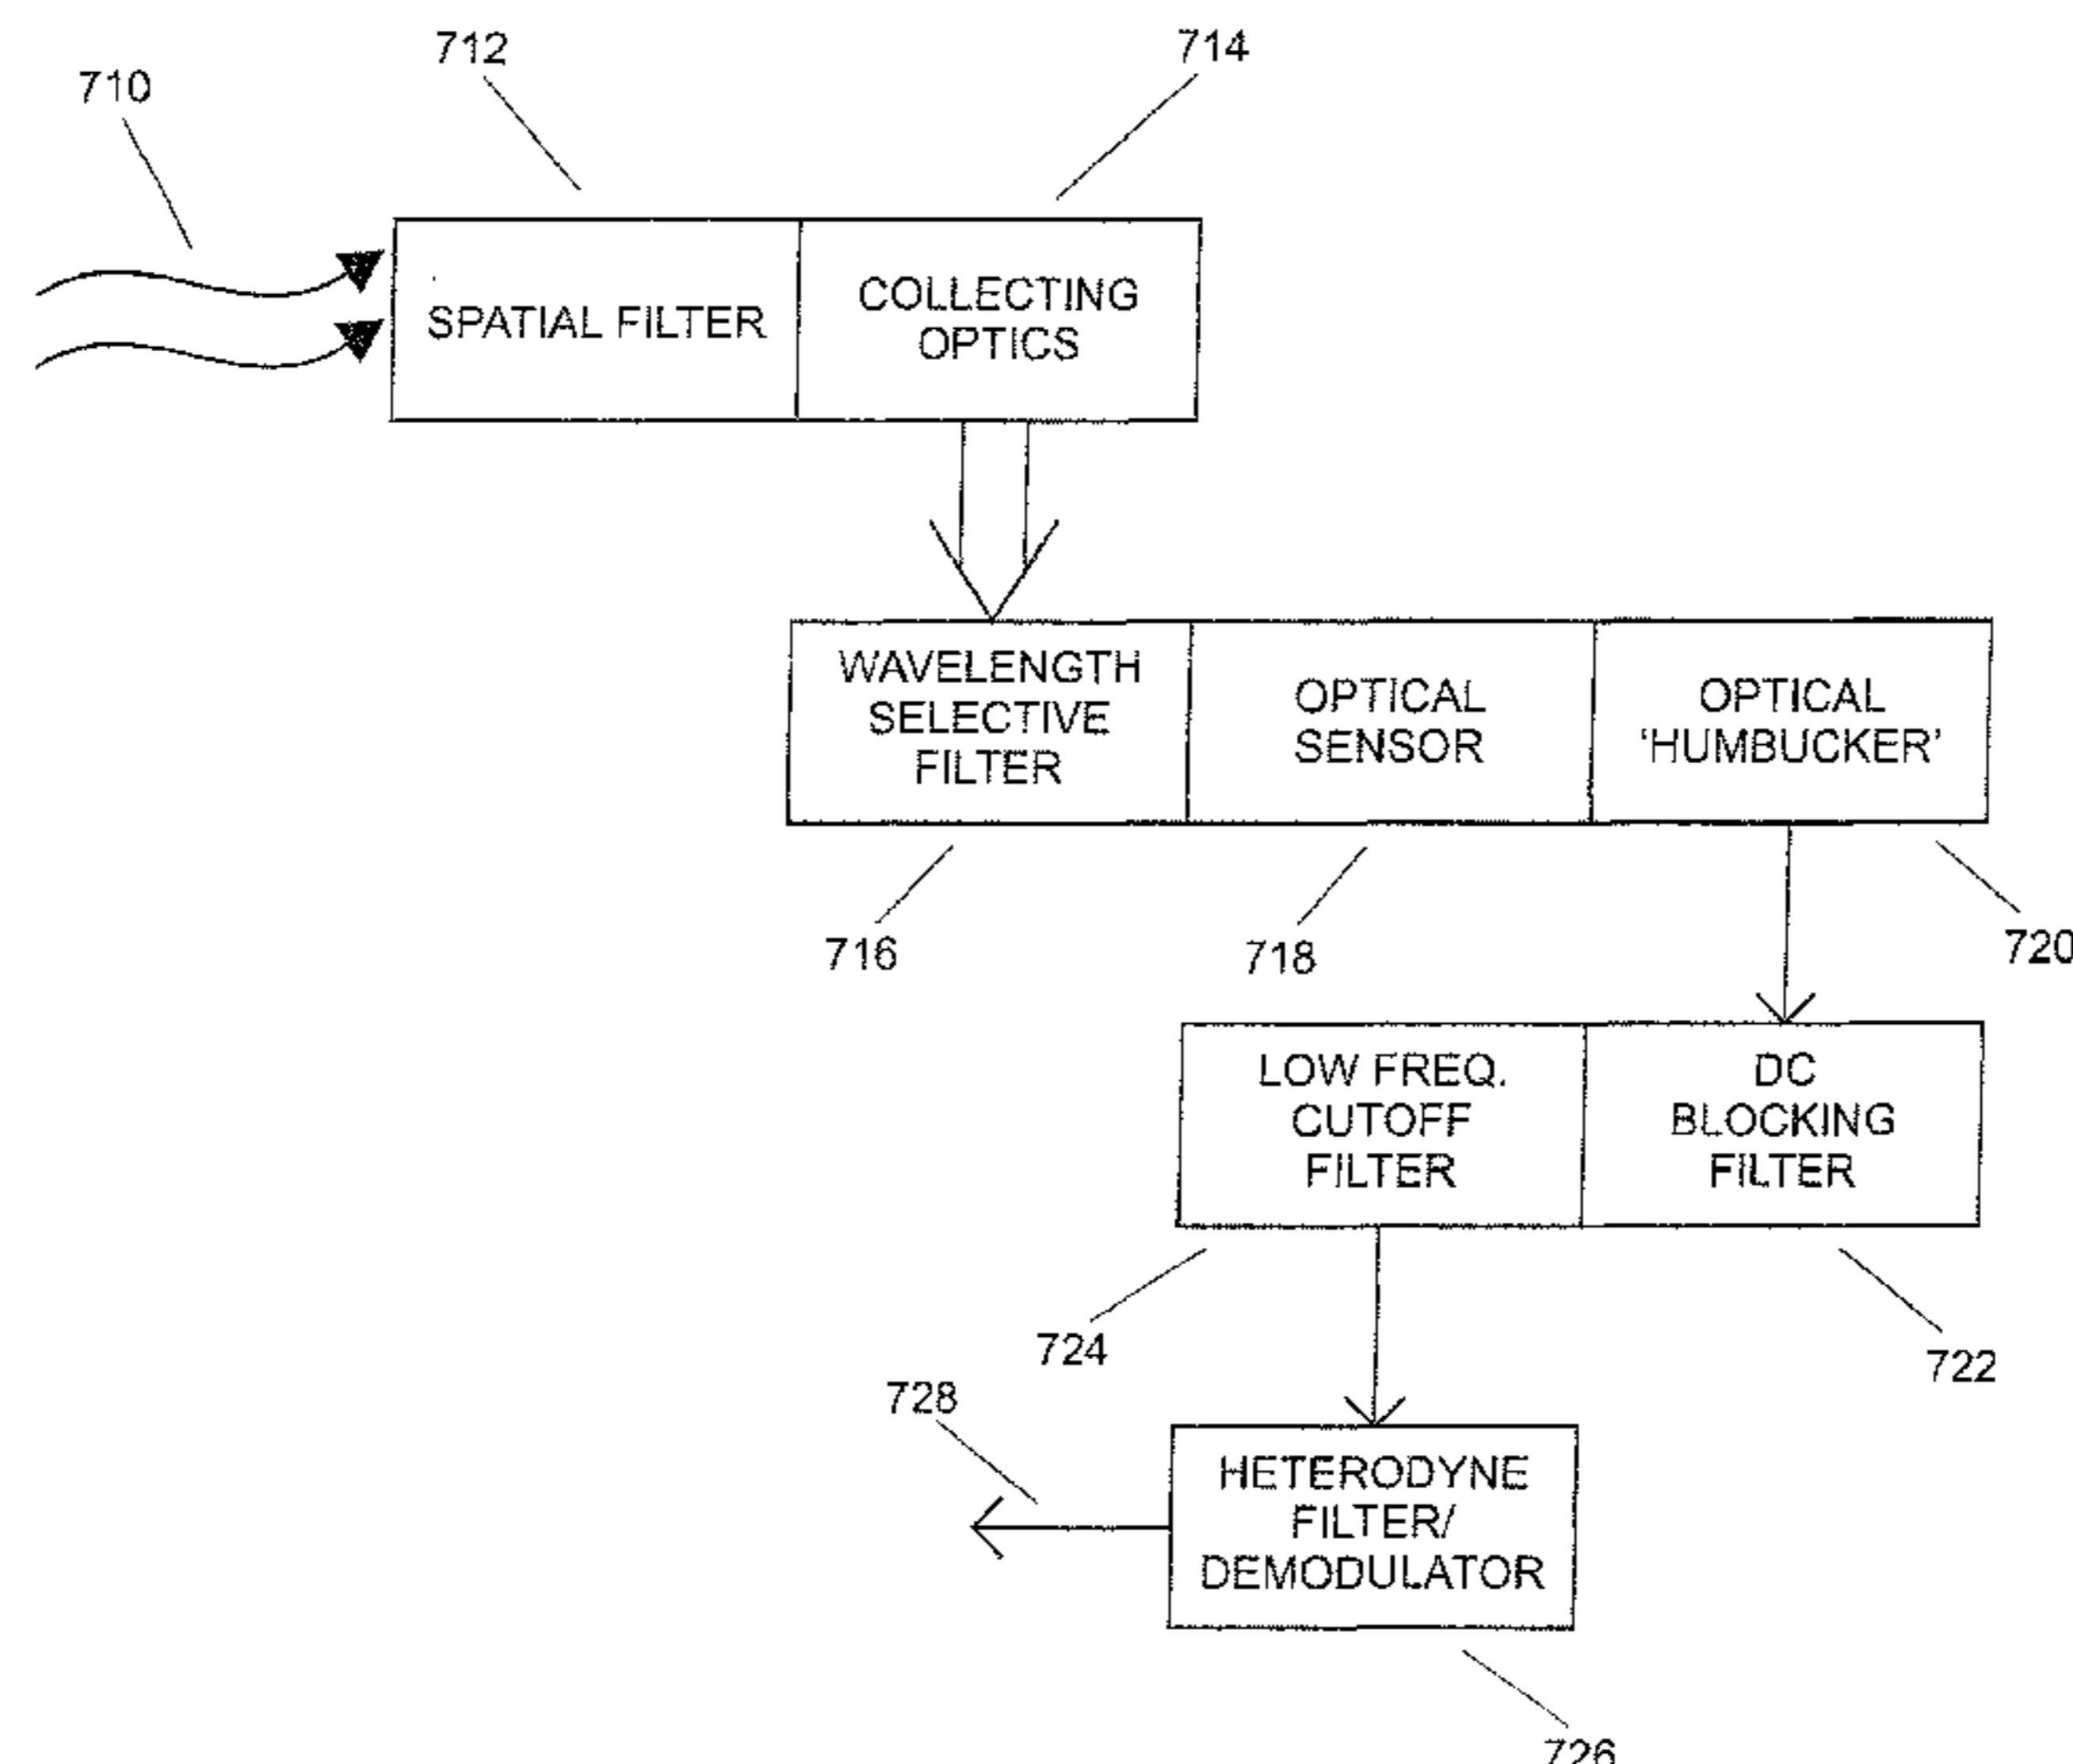 712
714
710
SPATIAL FILTER
COLLECTING
OPTICS
WAVELENGTH
SELECTIVE
FILTER
OPTICAL
SENSOR
OPTICAL
'HUMBUCKER'
716
718
720
LOW FREQ.
CUTOFF
FILTER
DC
BLOCKING
FILTER
724
722
728
HETERODYNE
FILTER/
DEMODULATOR
726